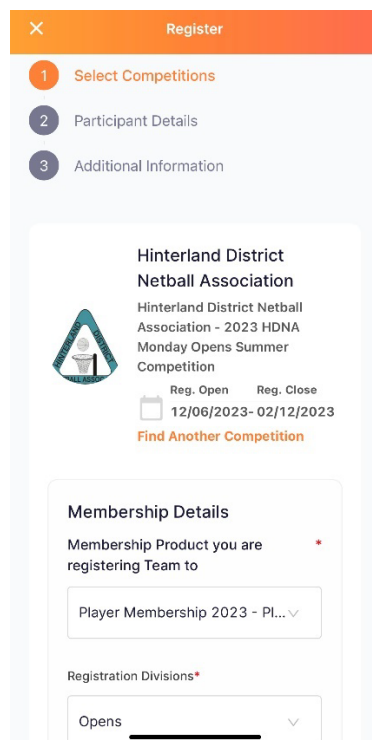 Register
1 Select Competitions
2 Participant Details
3 Additional Information
Hinterland District
Netball Association
Hinterland District Netball
Association - 2023 HDNA
Monday Opens Summer
Competition
HINTERLAND DISTRICT
Reg. Open Reg. Close
12/06/2023- 02/12/2023
Find Another Competition
Membership Details
Membership Product you are *
registering Team to
Player Membership 2023 - Pl...
Registration Divisions*
Opens